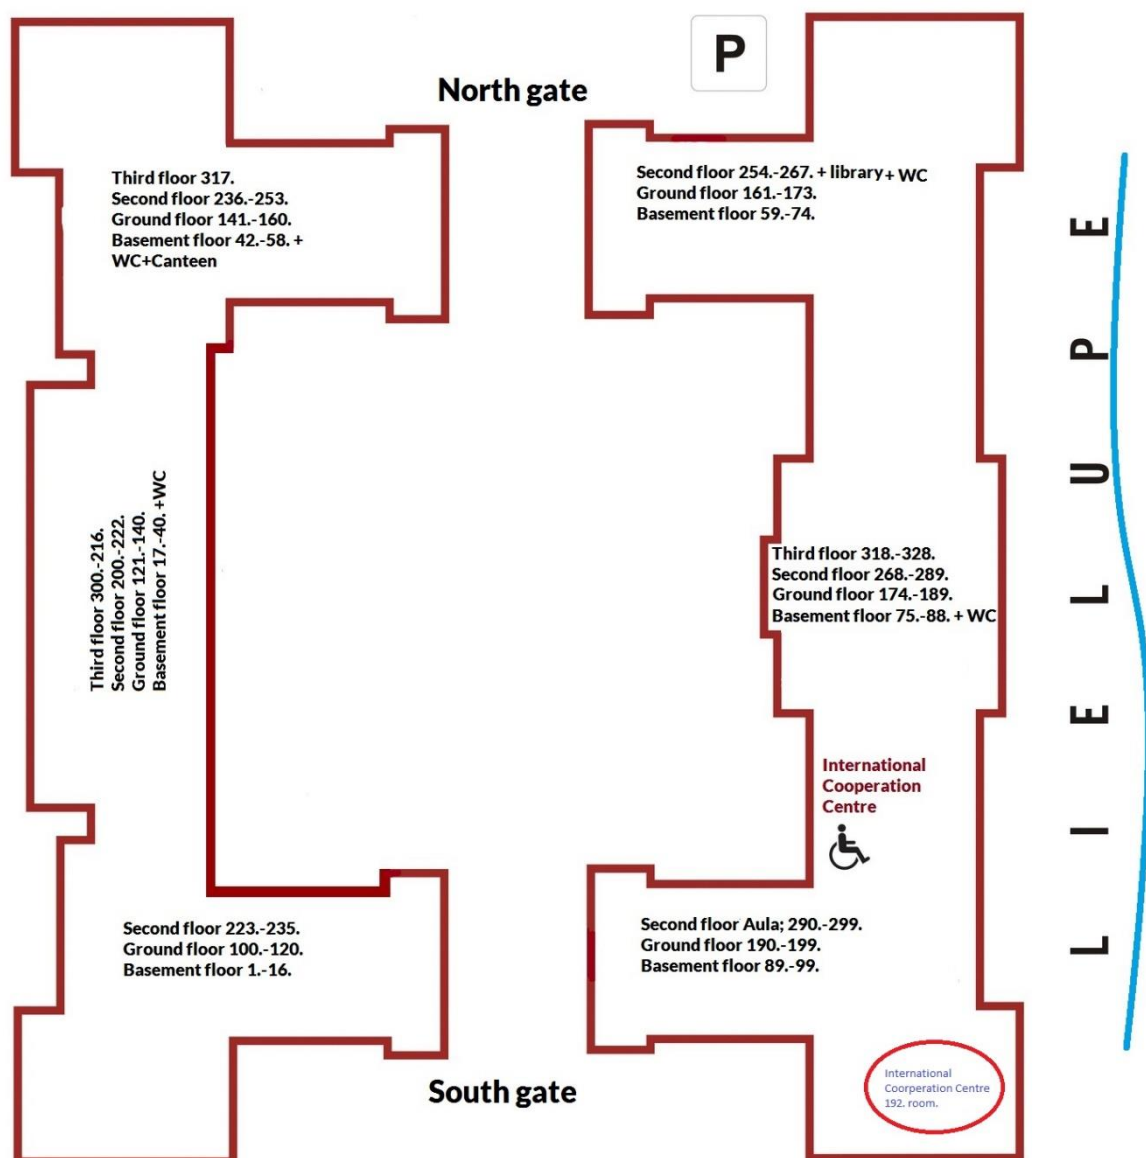 P
North gate
Third floor 317.
Second floor 236.-253.
Ground floor 141.-160.
Basement floor 42.-58. +
WC+Canteen
Second floor 254.-267. + library + WC
Ground floor 161.-173.
Basement floor 59.-74.
Third floor 300.-216.
Second floor 200.-222.
Ground floor 121.-140.
Basement floor 17.-40. +WC
Third floor 318.-328.
Second floor 268.-289.
Ground floor 174.-189.
Basement floor 75.-88. + WC
LIELUPE
International
Cooperation
Centre
Second floor 223.-235.
Ground floor 100.-120.
Basement floor 1.-16.
Second floor Aula; 290.-299.
Ground floor 190.-199.
Basement floor 89.-99.
South gate
International
Coorperation Centre
192. room.